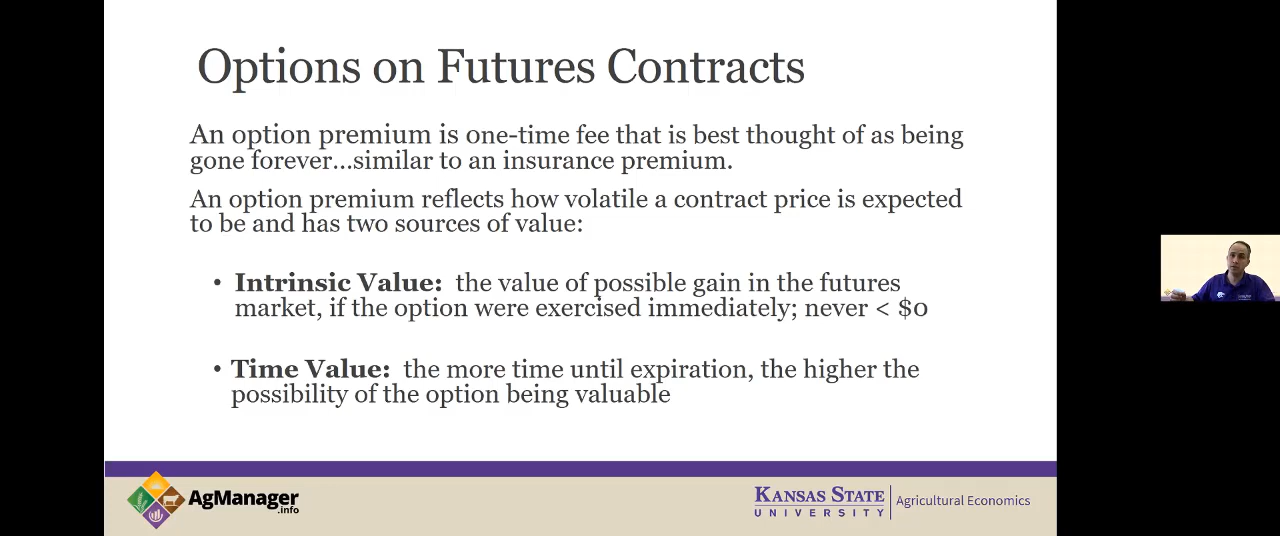 Options on Futures Contracts
An option premium is one-time fee that is best thought of as being
gone forever...similar to an insurance premium.
An option premium reflects how volatile a contract price is expected
to be and has two sources of value:
• Intrinsic Value: the value of possible gain in the futures
market, if the option were exercised immediately; never < $0
• Time Value: the more time until expiration, the higher the
possibility of the option being valuable
AgManager
.info
KANSAS STATE
UNIVERSITY
Agricultural Economics